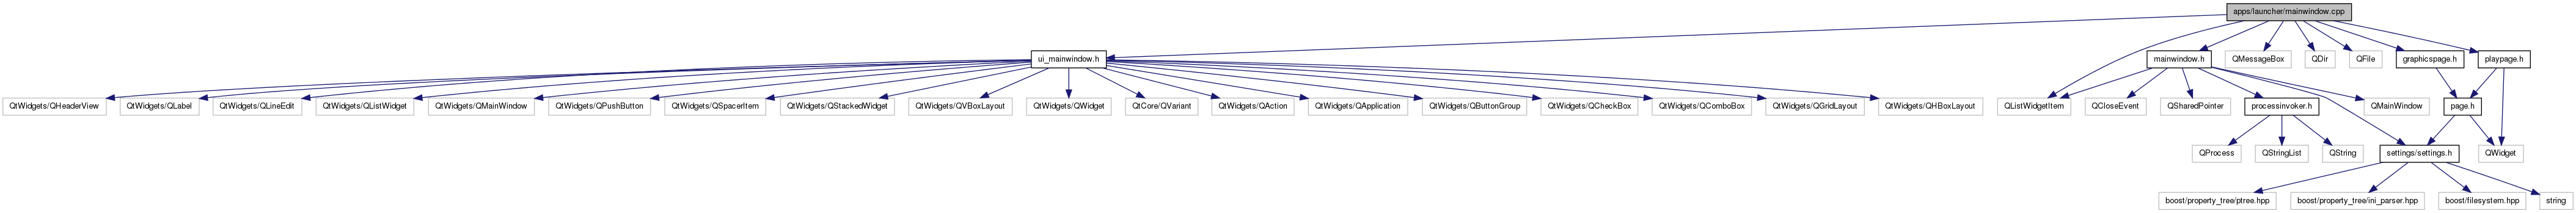 apps/launcher/mainwindow.cpp
ui_mainwindow.h
mainwindow.h
QMessageBox
QDir
QFile
graphicspage.h
playpage.h
QtWidgets/QHeaderView
QtWidgets/QLabel
QtWidgets/QLineEdit
QtWidgets/QListWidget
QtWidgets/QMainWindow
QtWidgets/QPushButton
QtWidgets/QSpacerItem
QtWidgets/QStackedWidget
QtWidgets/QVBoxLayout
QtWidgets/QWidget
QtCore/QVariant
QtWidgets/QAction
QtWidgets/QApplication
QtWidgets/QButtonGroup
QtWidgets/QCheckBox
QtWidgets/QComboBox
QtWidgets/QGridLayout
QtWidgets/QHBoxLayout
QListWidgetItem
QCloseEvent
QSharedPointer
processinvoker.h
QMainWindow
page.h
QProcess
QStringList
QString
settings/settings.h
QWidget
boost/property_tree/ptree.hpp
boost/property_tree/ini_parser.hpp
boost/filesystem.hpp
string